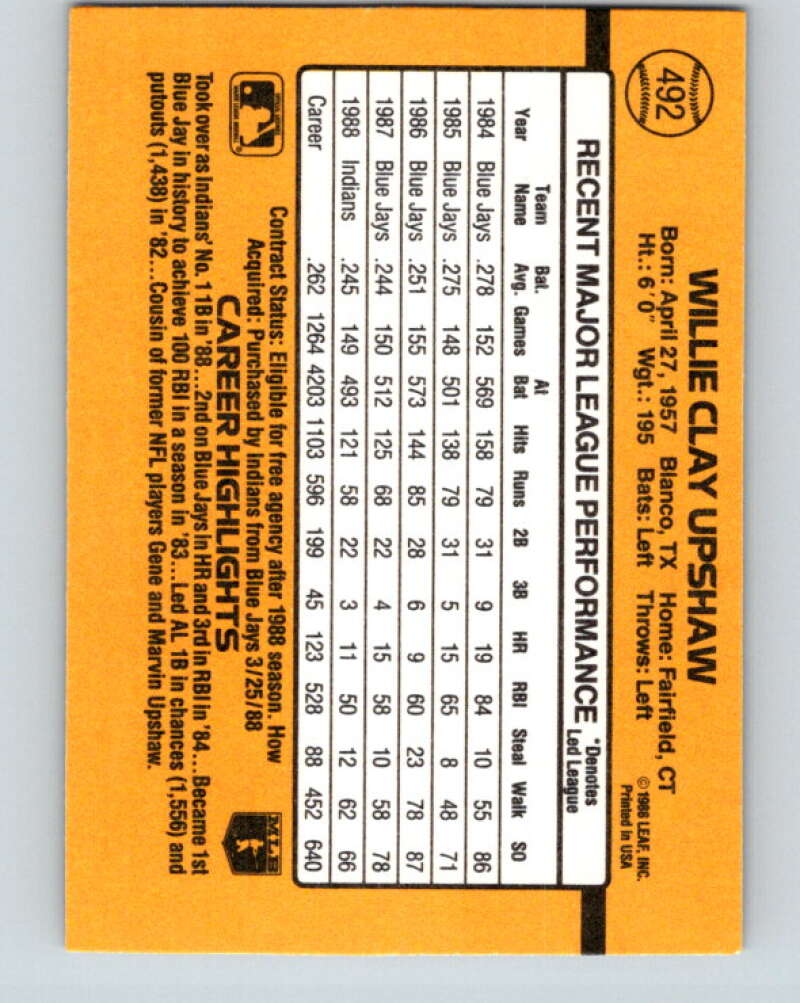 492
WILLIE CLAY UPSHAW
Born: April 27, 1957 Blanco, TX Home: Fairfield, CT
Ht.: 6'0" Wgt.: 195 Bats: Left Throws: Left
© 1988 LEAF, INC.
Printed in USA
RECENT MAJOR LEAGUE PERFORMANCE
*Denotes
Led League
Team Bat. At
Year Name Avg. Games Bat Hits Runs 2B 3B HR RBI Steal Walk SO
1984 Blue Jays .278 152 569 158 79 31 9 19 84 10 55 86
1985 Blue Jays .275 148 501 138 79 31 5 15 65 8 48 71
1986 Blue Jays .251 155 573 144 85 28 6 9 60 23 78 87
1987 Blue Jays .244 150 512 125 68 22 4 15 58 10 58 78
1988 Indians .245 149 493 121 58 22 3 11 50 12 62 66
Career .262 1264 4203 1103 596 199 45 123 528 88 452 640
Contract Status: Eligible for free agency after 1988 season. How
Acquired: Purchased by Indians from Blue Jays 3/25/88
CAREER HIGHLIGHTS
MLB
Took over as Indians' No. 1 1B in '88...2nd on Blue Jays in HR and 3rd in RBI in '84...Became 1st
Blue Jay in history to achieve 100 RBI in a season in '83...Led AL 1B in chances (1,556) and
putouts (1,438) in '82...Cousin of former NFL players Gene and Marvin Upshaw.